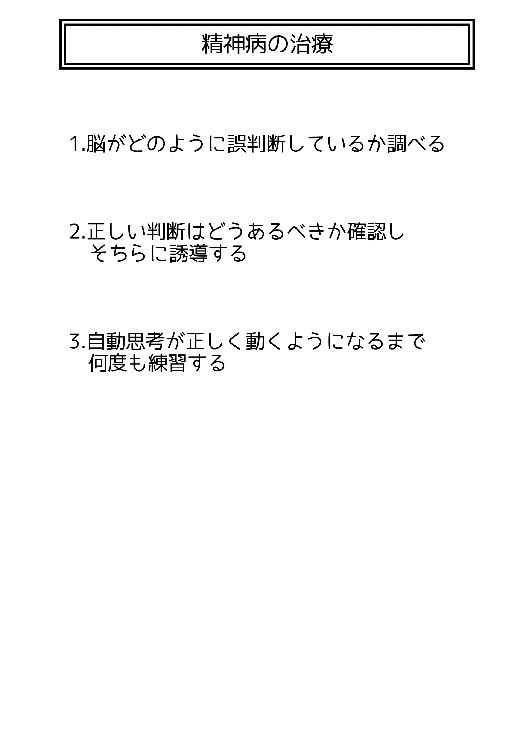 精神病の治療
1.脳がどのように誤判断しているか調べる
2.正しい判断はどうあるべきか確認し
そちらに誘導する
3.自動思考が正しく動くようになるまで
何度も練習する